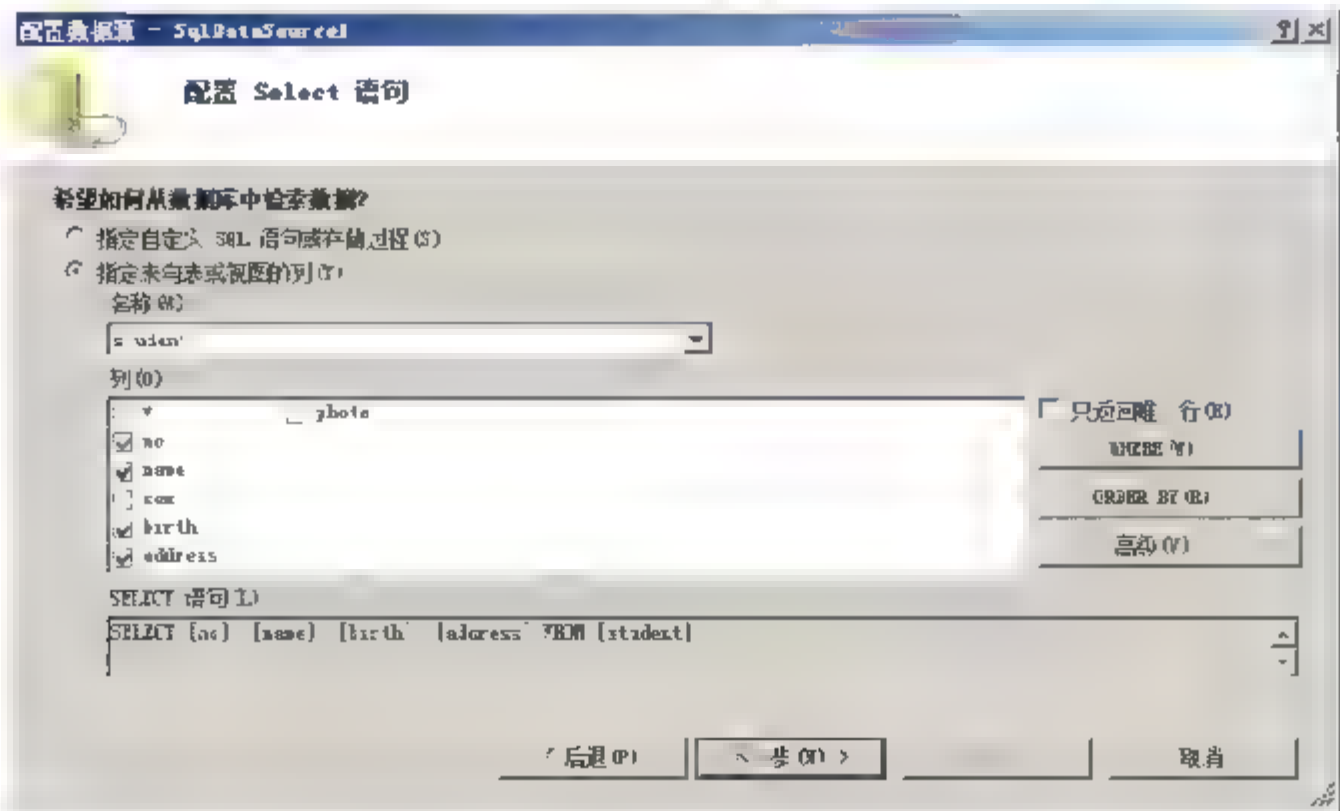 配置数据源 - SqlDataSource1
配置 Select 语句
希望如何从数据库中检索数据?
指定自定义 SQL 语句或存储过程(S)
指定来自表或视图的列(T)
名称(M)
student
列(O)
* photo
只返回唯 行(E)
no
WHERE(W)
name
sex
ORDER BY(R)
birth
高级(V)
address
SELECT 语句(L)
SELECT [no] [name] [birth] [address] FROM [student]
后退(P)
步(N) >
取消